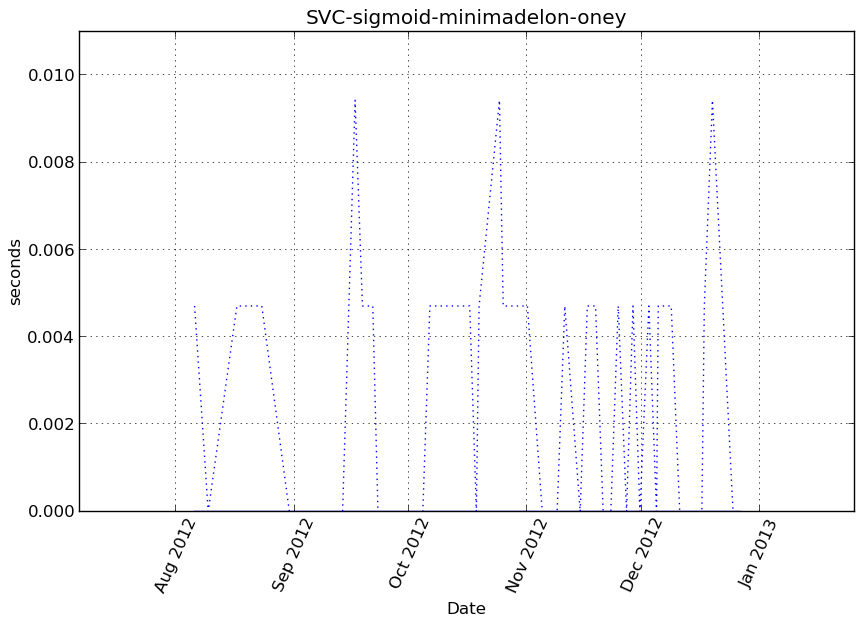 SVC-sigmoid-minimadelon-oney
0.010
0.008
0.006
0.004
0.002
0.000
seconds
Aug 2012
Sep 2012
Oct 2012
Nov 2012
Dec 2012
Jan 2013
Date